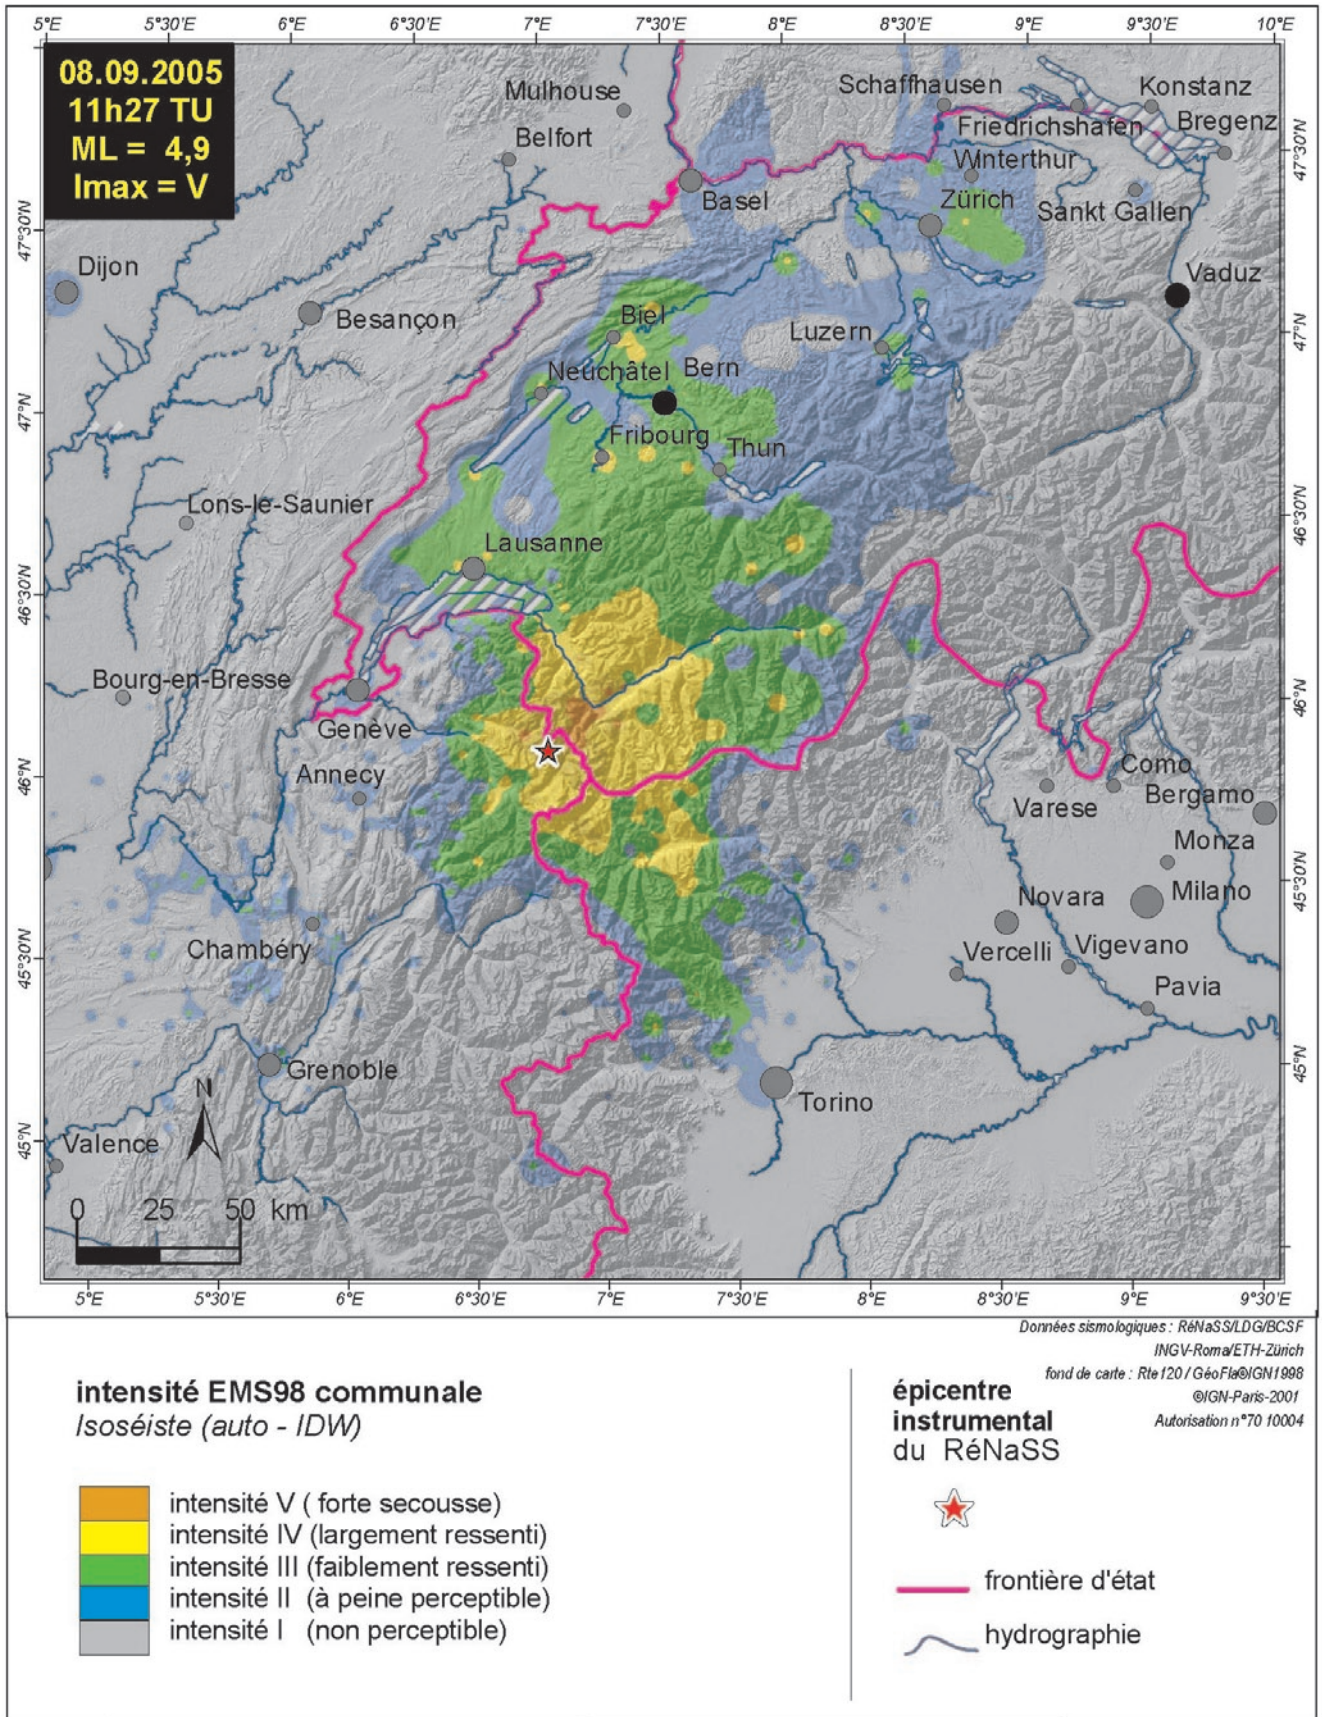 5°E 5°30'E 6°E 6°30'E 7°E 7°30'E 8°E 8°30'E 9°E 9°30'E 10°E
08.09.2005
11h27 TU
ML = 4,9
Imax = V
Mulhouse
Belfort
Schaffhausen
Konstanz
Friedrichshafen
Bregenz
Winterthur
Basel
Zürich
Sankt Gallen
47°30'N
47°30'N
Dijon
Vaduz
Besançon
Biel
Luzern
47°N
Neuchâtel
Bern
47°N
Fribourg
Thun
Lons-le-Saunier
46°30'N
Lausanne
46°30'N
Bourg-en-Bresse
46°N
Genève
Annecy
46°N
Como
Varese
Bergamo
Monza
45°30'N
Novara
Milano
Chambéry
45°30'N
Vercelli
Vigevano
Pavia
Grenoble
45°N
Torino
N
45°N
Valence
0 25 50 km
5°E 5°30'E 6°E 6°30'E 7°E 7°30'E 8°E 8°30'E 9°E 9°30'E
Données sismologiques : RéNaSS/LDG/BCSF
INGV-Roma/ETH-Zürich
fond de carte : Rte120 / GéoFla®IGN1998
©IGN-Paris-2001
Autorisation n°70 10004
intensité EMS98 communale
Isoséiste (auto - IDW)
intensité V ( forte secousse)
intensité IV (largement ressenti)
intensité III (faiblement ressenti)
intensité II (à peine perceptible)
intensité I (non perceptible)
épicentre
instrumental
du RéNaSS
frontière d'état
hydrographie